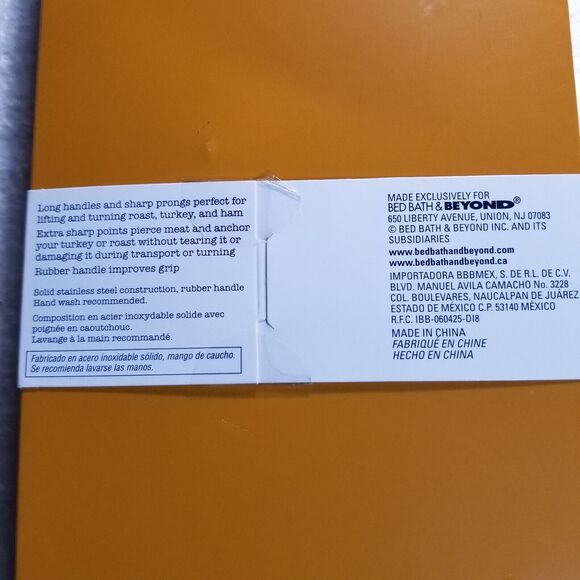 Long handles and sharp prongs perfect for
lifting and turning roast, turkey, and ham
Extra sharp points pierce meat and anchor
your turkey or roast without tearing it or
damaging it during transport or turning
Rubber handle improves grip
Solid stainless steel construction, rubber handle
Hand wash recommended.
Composition en acier inoxydable solide avec
poignée en caoutchouc.
Lavage à la main recommandé.
Fabricado en acero inoxidable sólido, mango de caucho.
Se recomienda lavarse las manos.
MADE EXCLUSIVELY FOR
BED BATH & BEYOND®
650 LIBERTY AVENUE, UNION, NJ 07083
© BED BATH & BEYOND INC. AND ITS
SUBSIDIARIES
www.bedbathandbeyond.com
www.bedbathandbeyond.ca
IMPORTADORA BBBMEX, S. DE R.L. DE C.V.
BLVD. MANUEL AVILA CAMACHO No. 3228
COL. BOULEVARES, NAUCALPAN DE JUÁREZ
ESTADO DE MÉXICO C.P. 53140 MÉXICO
R.F.C. IBB-060425-DI8
MADE IN CHINA
FABRIQUÉ EN CHINE
HECHO EN CHINA